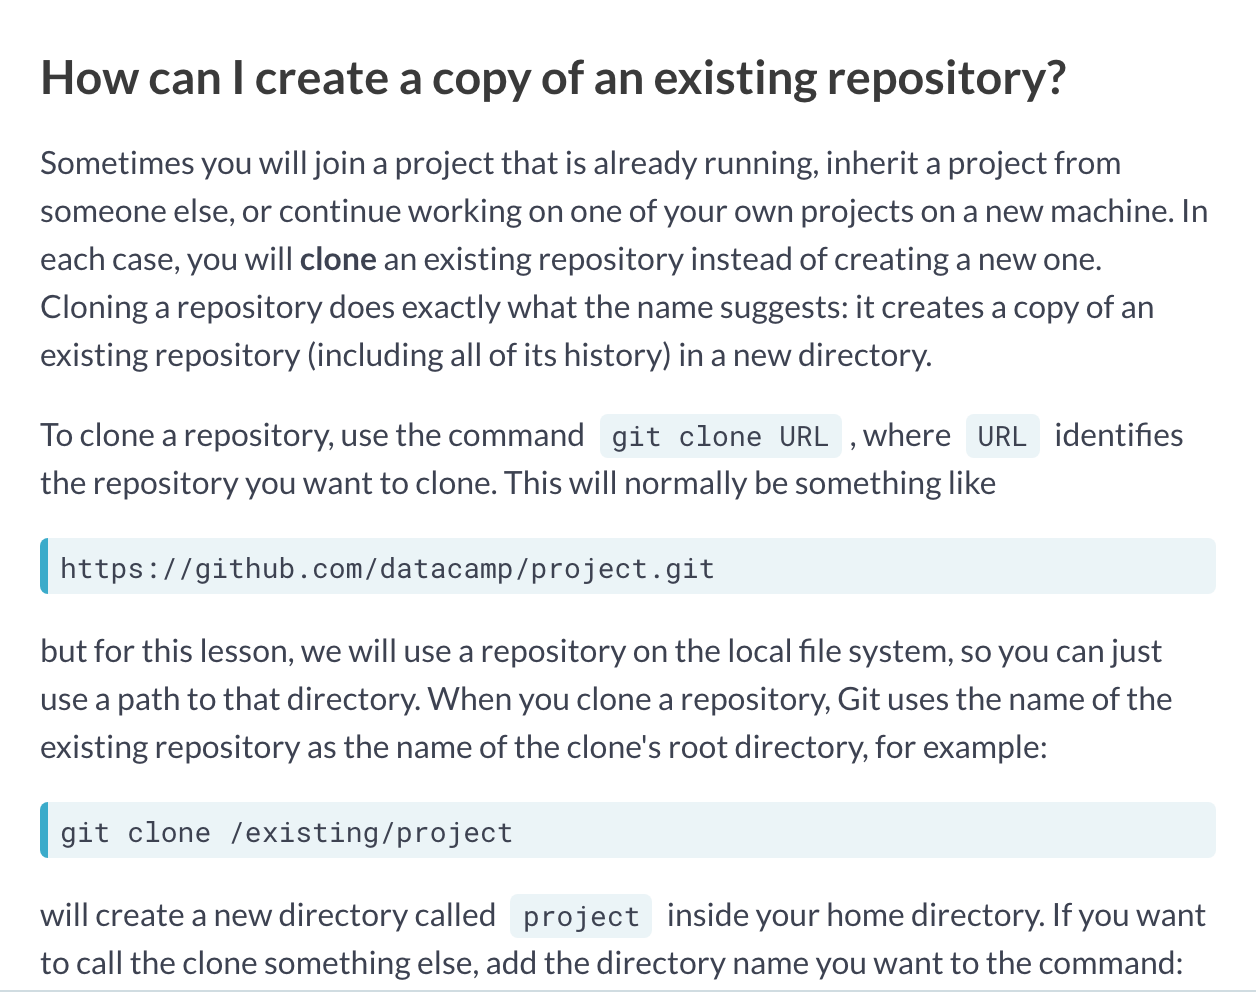 How can I create a copy of an existing repository?
Sometimes you will join a project that is already running, inherit a project from
someone else, or continue working on one of your own projects on a new machine. In
each case, you will clone an existing repository instead of creating a new one.
Cloning a repository does exactly what the name suggests: it creates a copy of an
existing repository (including all of its history) in a new directory.
To clone a repository, use the command git clone URL , where URL identifies
the repository you want to clone. This will normally be something like
https://github.com/datacamp/project.git
but for this lesson, we will use a repository on the local file system, so you can just
use a path to that directory. When you clone a repository, Git uses the name of the
existing repository as the name of the clone's root directory, for example:
git clone /existing/project
will create a new directory called project inside your home directory. If you want
to call the clone something else, add the directory name you want to the command: